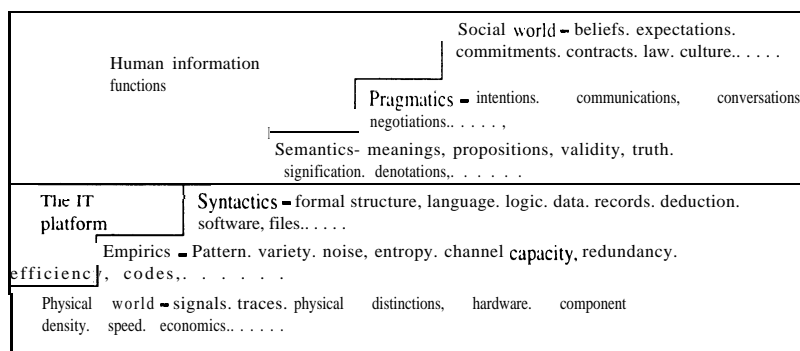 Social world – beliefs. expectations.
commitments. contracts. law. culture.. . . . .
Human information
functions
Pragmatics – intentions. communications, conversations
negotiations.. . . . ,
Semantics- meanings, propositions, validity, truth.
signification. denotations,. . . . . .
The IT
platform
Syntactics – formal structure, language. logic. data. records. deduction.
software, files.. . . .
Empirics – Pattern. variety. noise, entropy. channel capacity, redundancy.
efficiency, codes,. . . . . .
Physical world – signals. traces. physical distinctions, hardware. component
density. speed. economics.. . . . . .